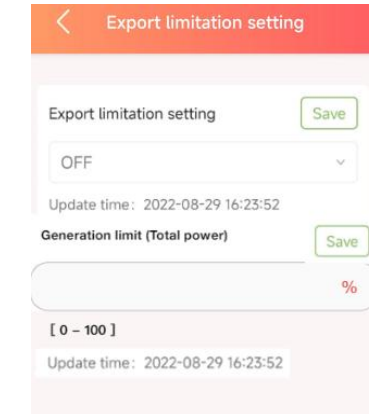 Export limitation setting
Export limitation setting
Save
OFF
Update time: 2022-08-29 16:23:52
Generation limit (Total power)
Save
%
[ 0 – 100 ]
Update time: 2022-08-29 16:23:52